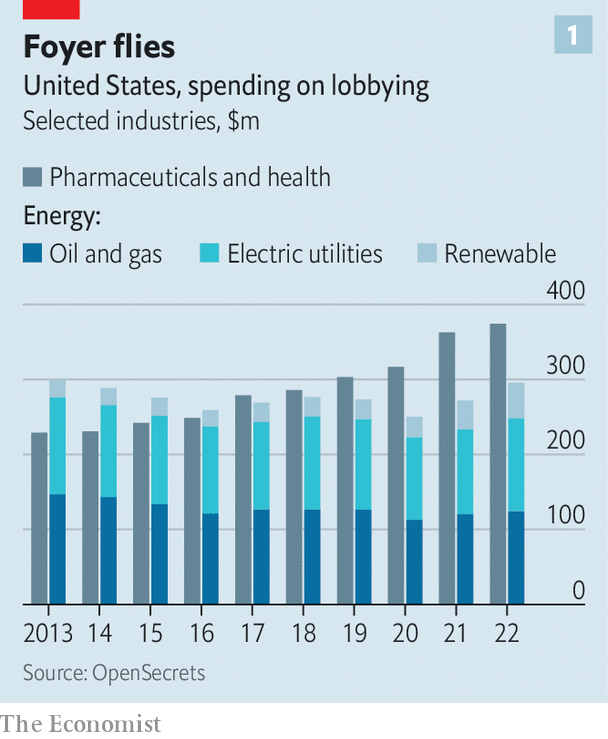 1
Foyer flies
United States, spending on lobbying
Selected industries, $m
Pharmaceuticals and health
Energy:
Oil and gas Electric utilities Renewable
400
300
200
100
0
2013 14 15 16 17 18 19 20 21 22
Source: OpenSecrets
The Economist